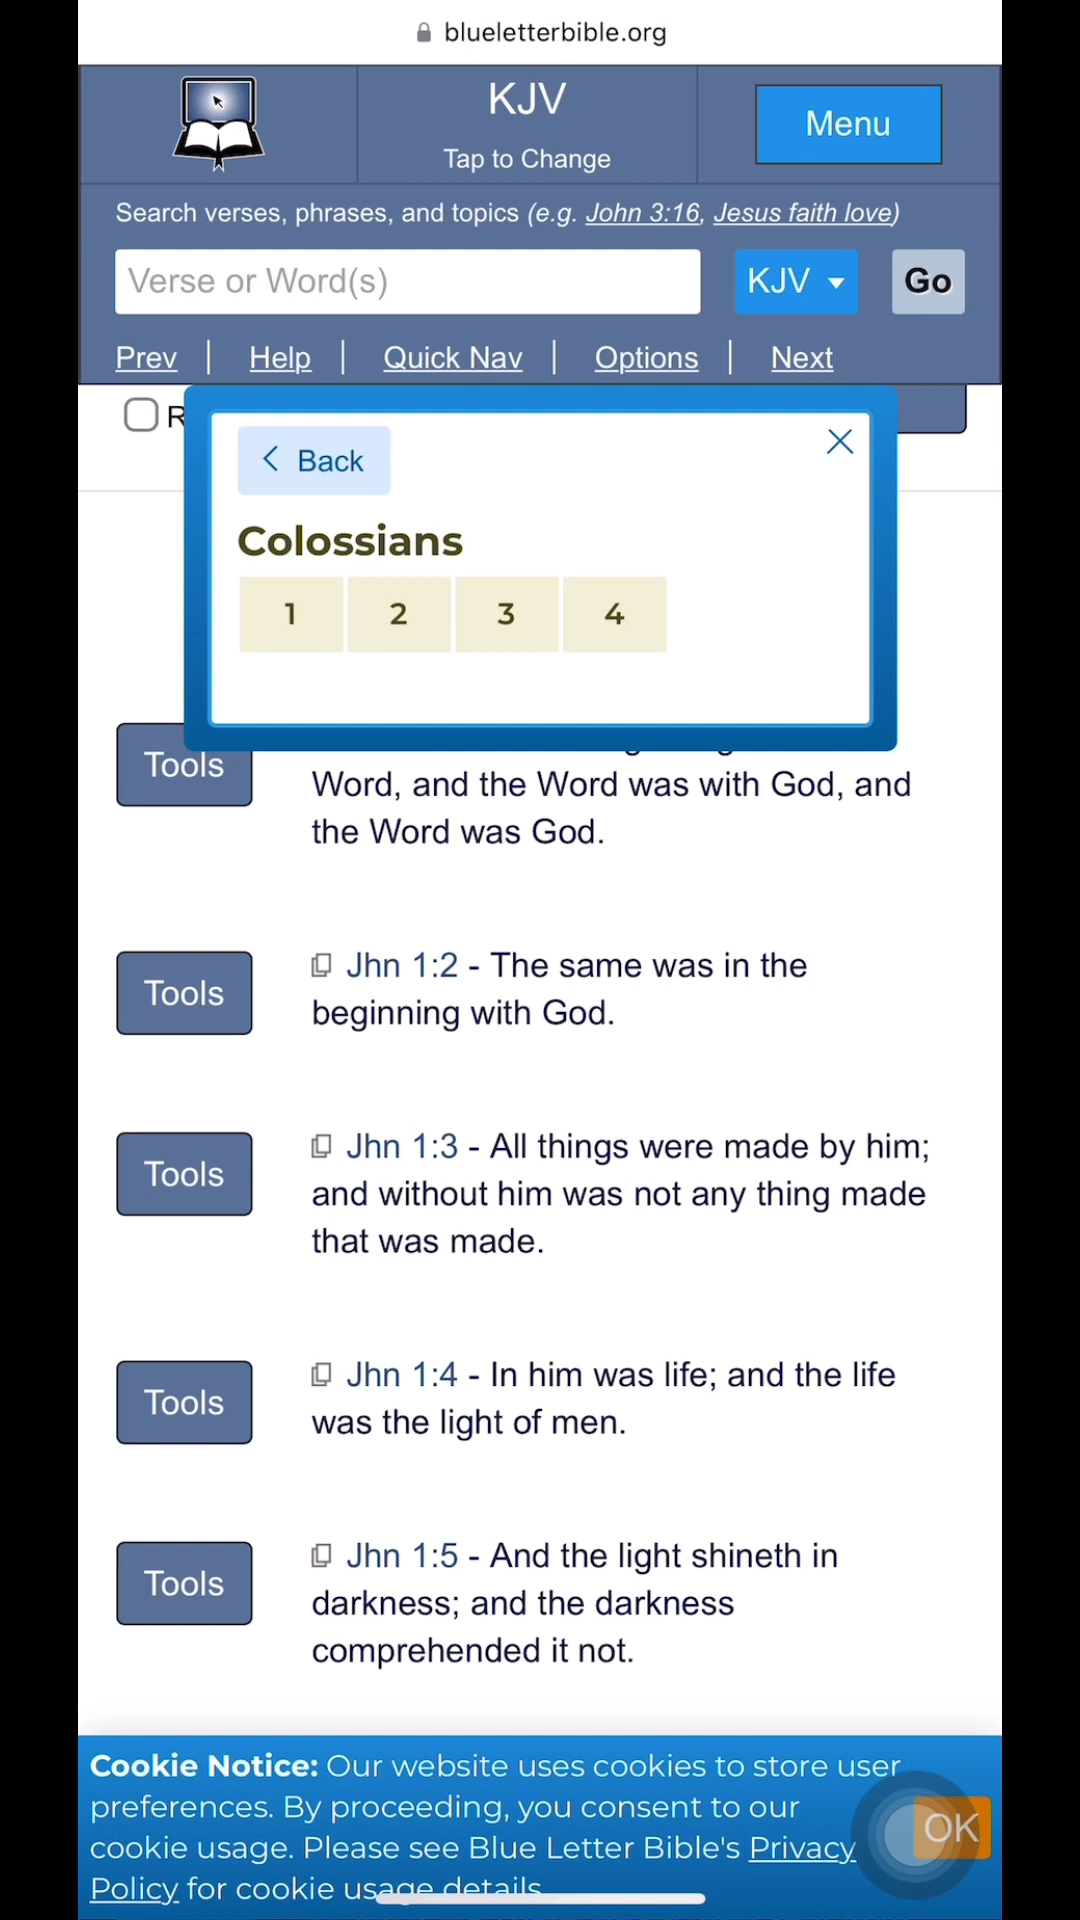 blueletterbible.org
KJV
Tap to Change
Menu
Search verses, phrases, and topics (e.g. John 3:16, Jesus faith love)
Verse or Word(s)
KJV
Go
Prev | Help | Quick Nav | Options | Next
R
Back
Colossians
1 2 3 4
Tools
Word, and the Word was with God, and
the Word was God.
Tools
Jhn 1:2 - The same was in the
beginning with God.
Tools
Jhn 1:3 - All things were made by him;
and without him was not any thing made
that was made.
Tools
Jhn 1:4 - In him was life; and the life
was the light of men.
Tools
Jhn 1:5 - And the light shineth in
darkness; and the darkness
comprehended it not.
Cookie Notice: Our website uses cookies to store user
preferences. By proceeding, you consent to our
cookie usage. Please see Blue Letter Bible's Privacy
Policy for cookie usage details
OK